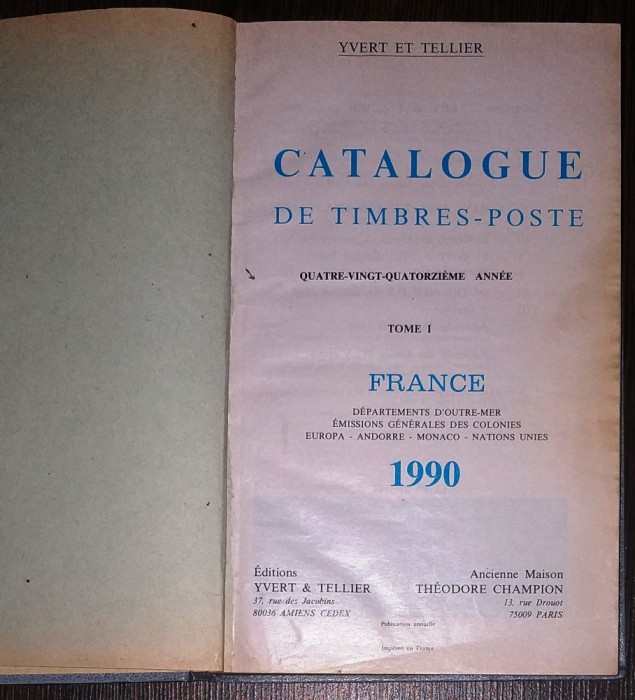 YVERT ET TELLIER
CATALOGUE
DE TIMBRES-POSTE
QUATRE-VINGT-QUATORZIÈME ANNÉE
TOME I
FRANCE
DÉPARTEMENTS D'OUTRE-MER
ÉMISSIONS GÉNÉRALES DES COLONIES
EUROPA - ANDORRE - MONACO - NATIONS UNIES
1990
Éditions
YVERT & TELLIER
37, rue des Jacobins
80036 AMIENS CEDEX
Ancienne Maison
THÉODORE CHAMPION
13, rue Drouot
75009 PARIS
Publication annuelle
Imprimé en France